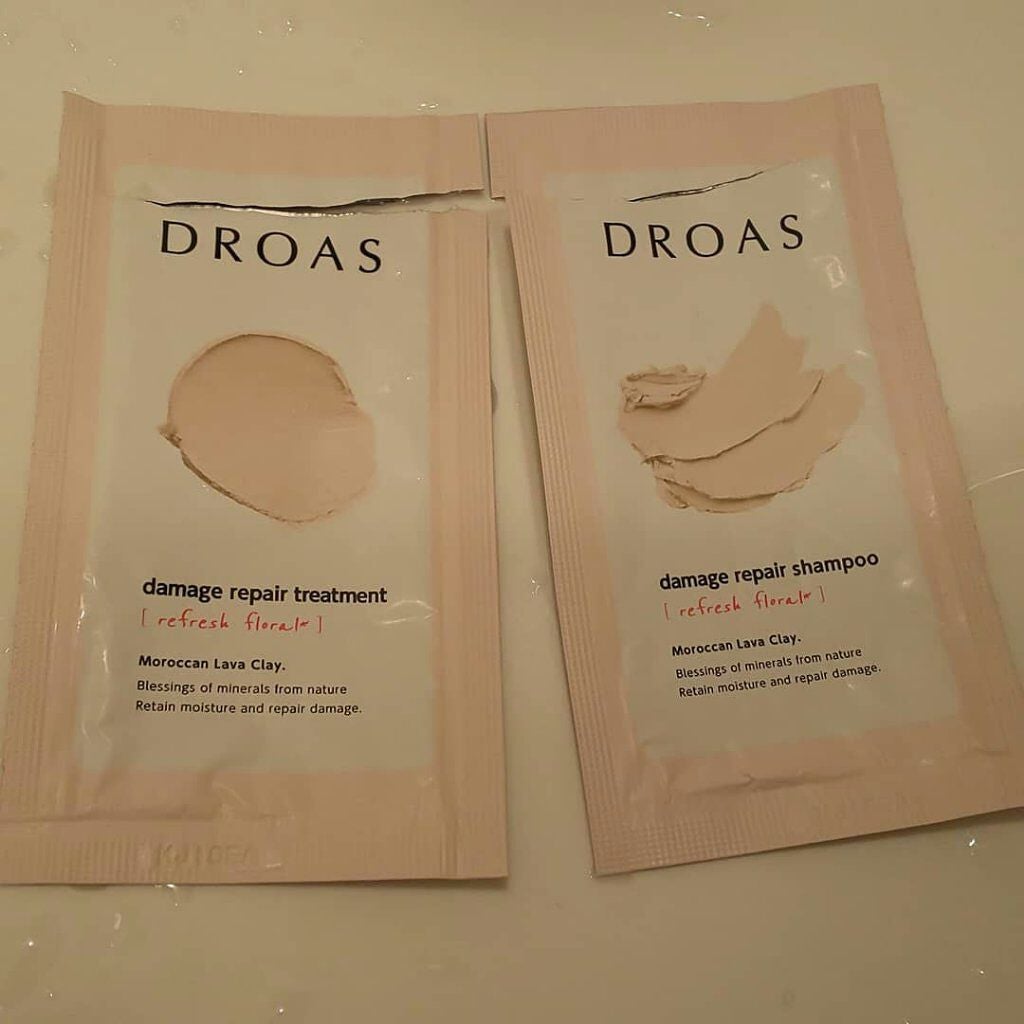 DROAS
damage repair treatment
[ refresh floral ]
Moroccan Lava Clay.
Blessings of minerals from nature
Retain moisture and repair damage.
DROAS
damage repair shampoo
[ refresh floral ]
Moroccan Lava Clay.
Blessings of minerals from nature
Retain moisture and repair damage.